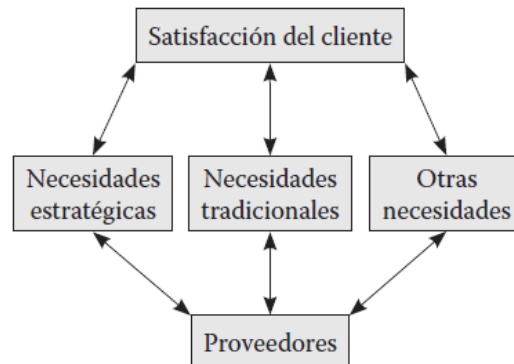 Satisfacción del cliente
Necesidades
estratégicas
Necesidades
tradicionales
Otras
necesidades
Proveedores